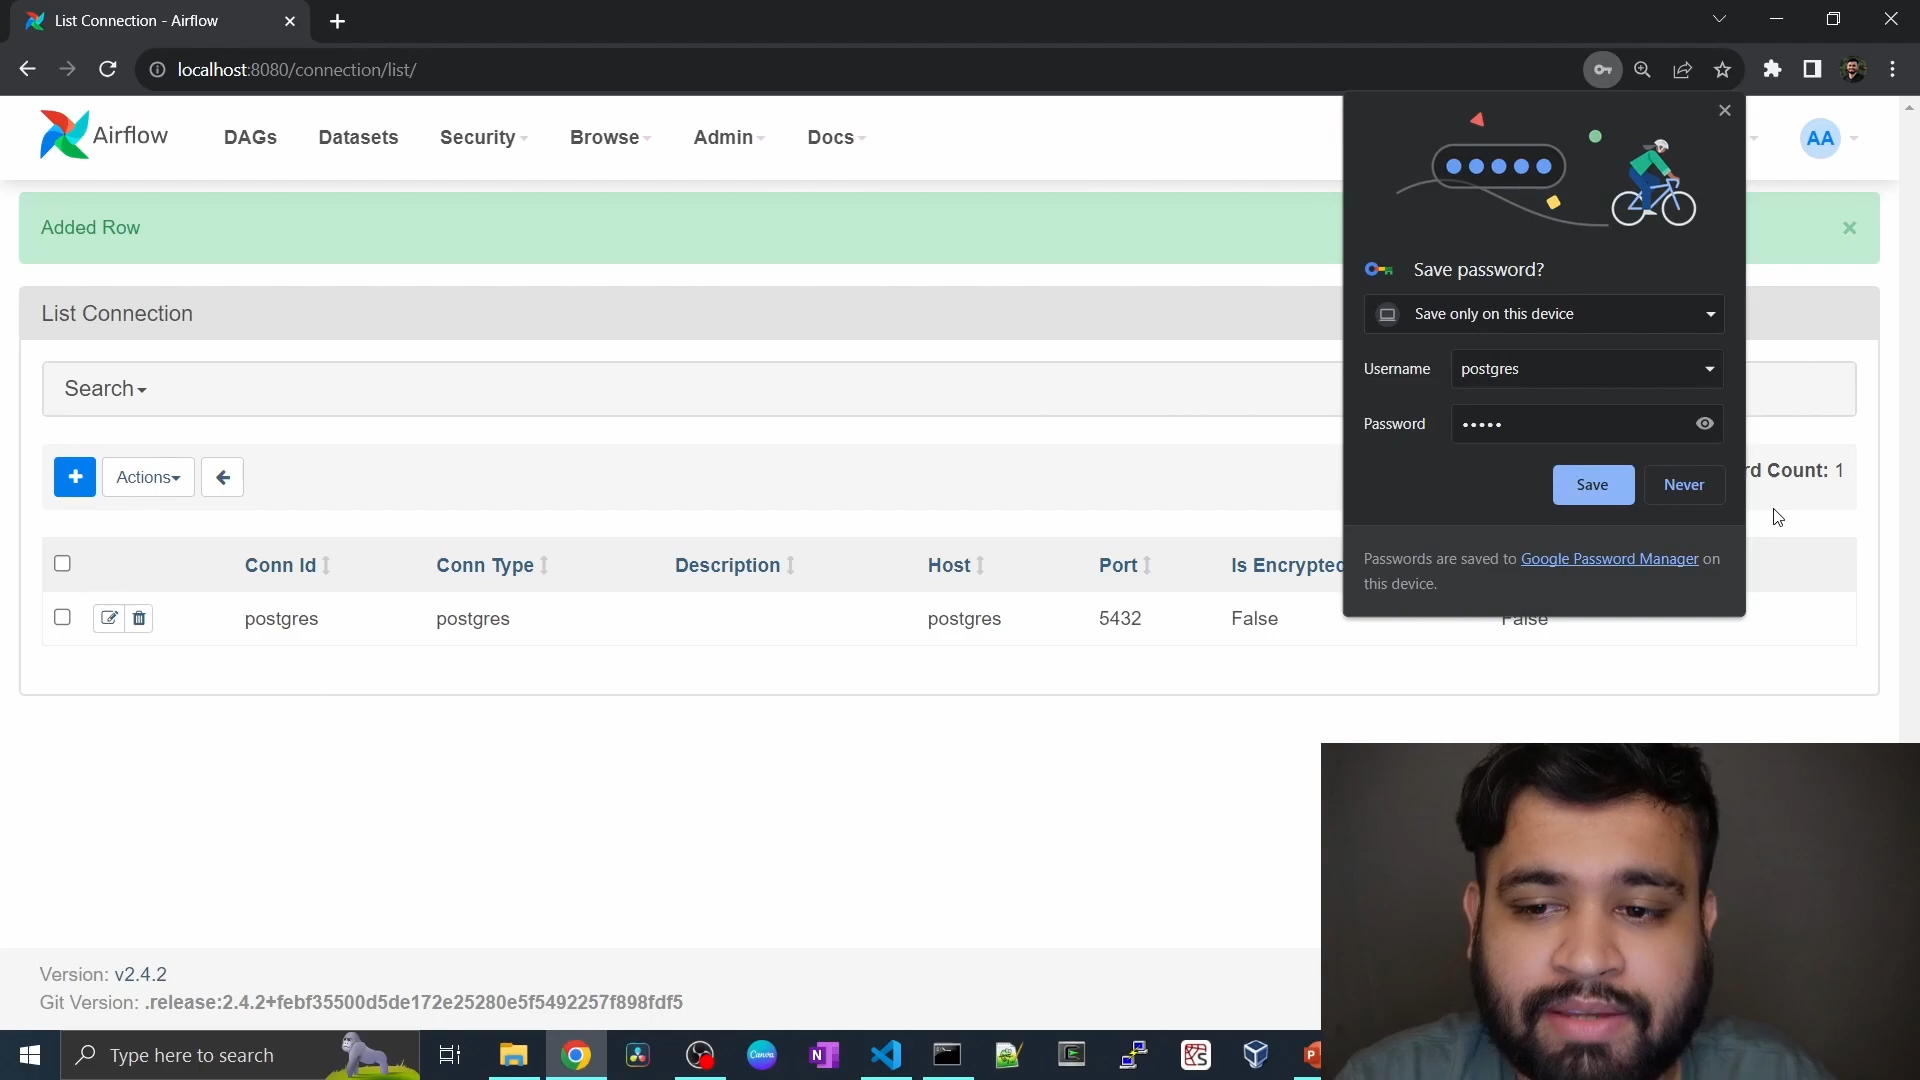 List Connection - Airflow
localhost:8080/connection/list/
Airflow
DAGs
Datasets
Security
Browse
Admin
Docs
AA
Added Row
List Connection
Search
Actions
rd Count: 1
Conn Id
Conn Type
Description
Host
Port
Is Encrypted
postgres
postgres
postgres
5432
False
False
Save password?
Save only on this device
Username
postgres
Password
•••••
Save
Never
Passwords are saved to Google Password Manager on
this device.
Version: v2.4.2
Git Version: .release:2.4.2+febf35500d5de172e25280e5f5492257f898fdf5
Type here to search
Canva
N
P